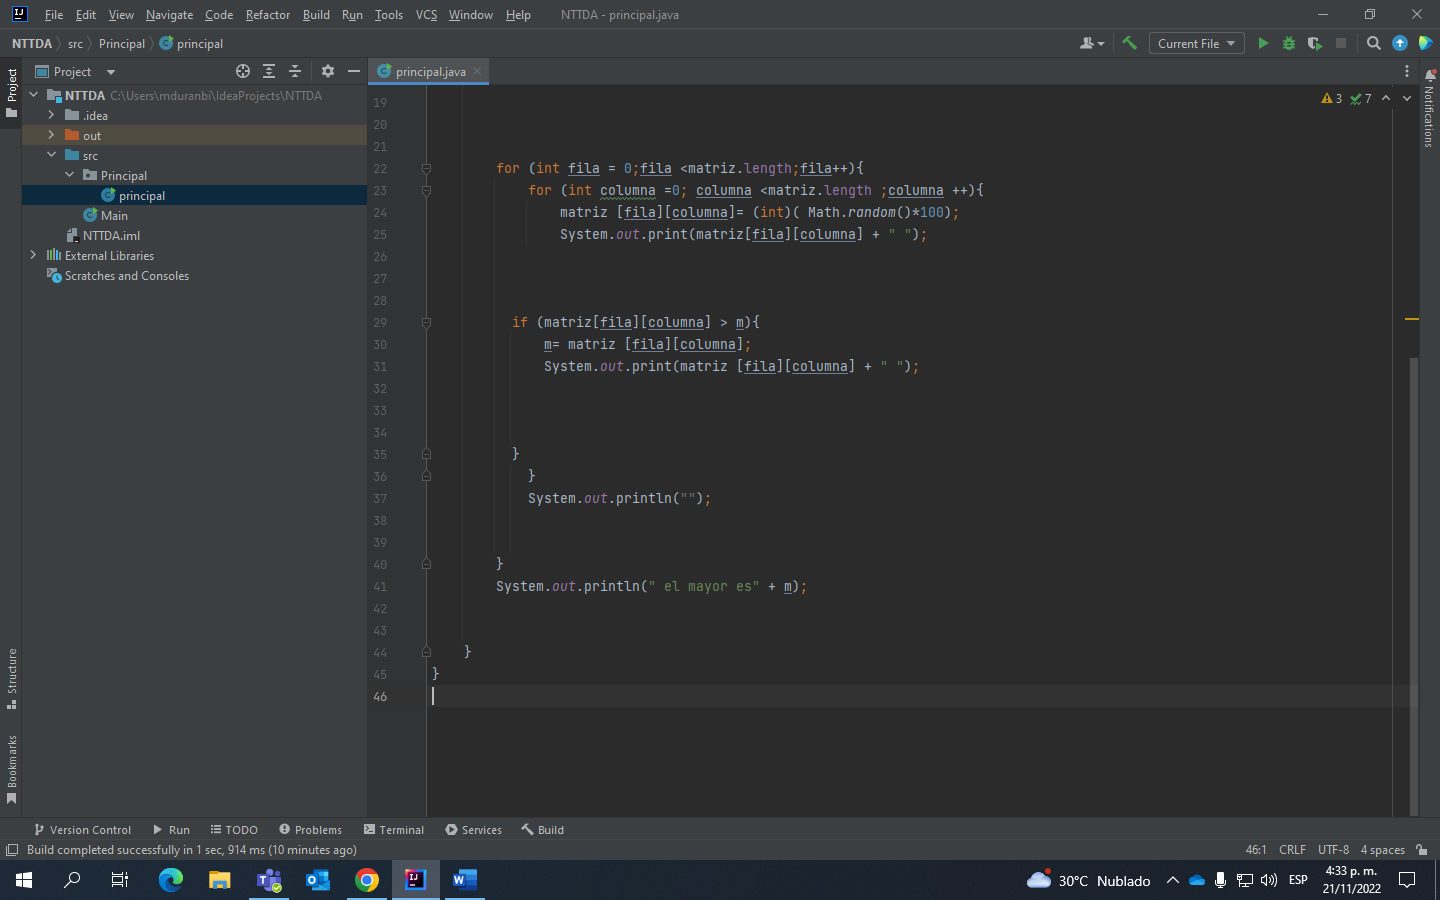 File Edit View Navigate Code Refactor Build Run Tools VCS Window Help NTTDA - principal.java
NTTDA src Principal principal Current File
Project principal.java
Project
NTTDA C:\Users\mduranbi\IdeaProjects\NTTDA
.idea
out
src
Principal
principal
Main
NTTDA.iml
External Libraries
Scratches and Consoles
Structure
Bookmarks
3 7
Notifications
19
20
21
22 for (int fila = 0;fila <matriz.length;fila++){
23 for (int columna =0; columna <matriz.length ;columna ++){
24 matriz [fila][columna]= (int)( Math.random()*100);
25 System.out.print(matriz[fila][columna] + " ");
26
27
28
29 if (matriz[fila][columna] > m){
30 m= matriz [fila][columna];
31 System.out.print(matriz [fila][columna] + " ");
32
33
34
35 }
36 }
37 System.out.println("");
38
39
40 }
41 System.out.println(" el mayor es" + m);
42
43
44 }
45 }
46
Version Control Run TODO Problems Terminal Services Build
Build completed successfully in 1 sec, 914 ms (10 minutes ago) 46:1 CRLF UTF-8 4 spaces
30°C Nublado ESP 4:33 p. m.
21/11/2022